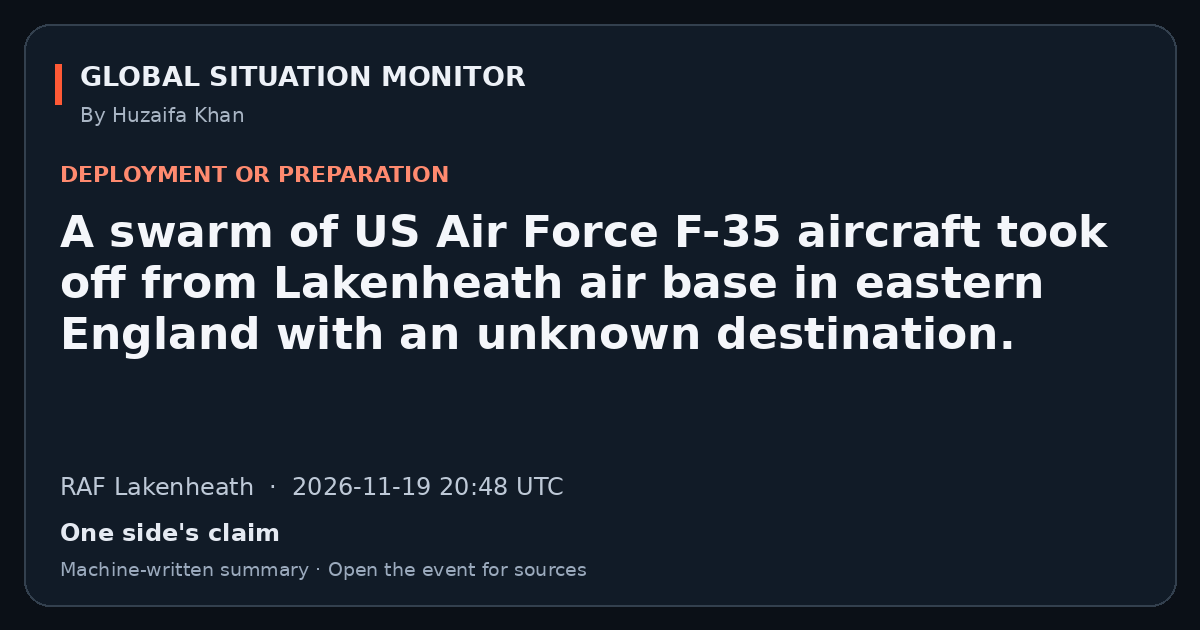 GLOBAL SITUATION MONITOR
By Huzaifa Khan
DEPLOYMENT OR PREPARATION
A swarm of US Air Force F-35 aircraft took
off from Lakenheath air base in eastern
England with an unknown destination.
RAF Lakenheath · 2026-11-19 20:48 UTC
One side's claim
Machine-written summary · Open the event for sources